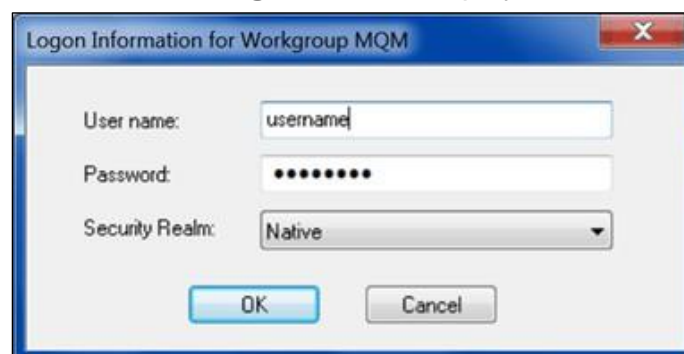 Logon Information for Workgroup MQM
User name: username
Password: ••••••••
Security Realm: Native
OK Cancel